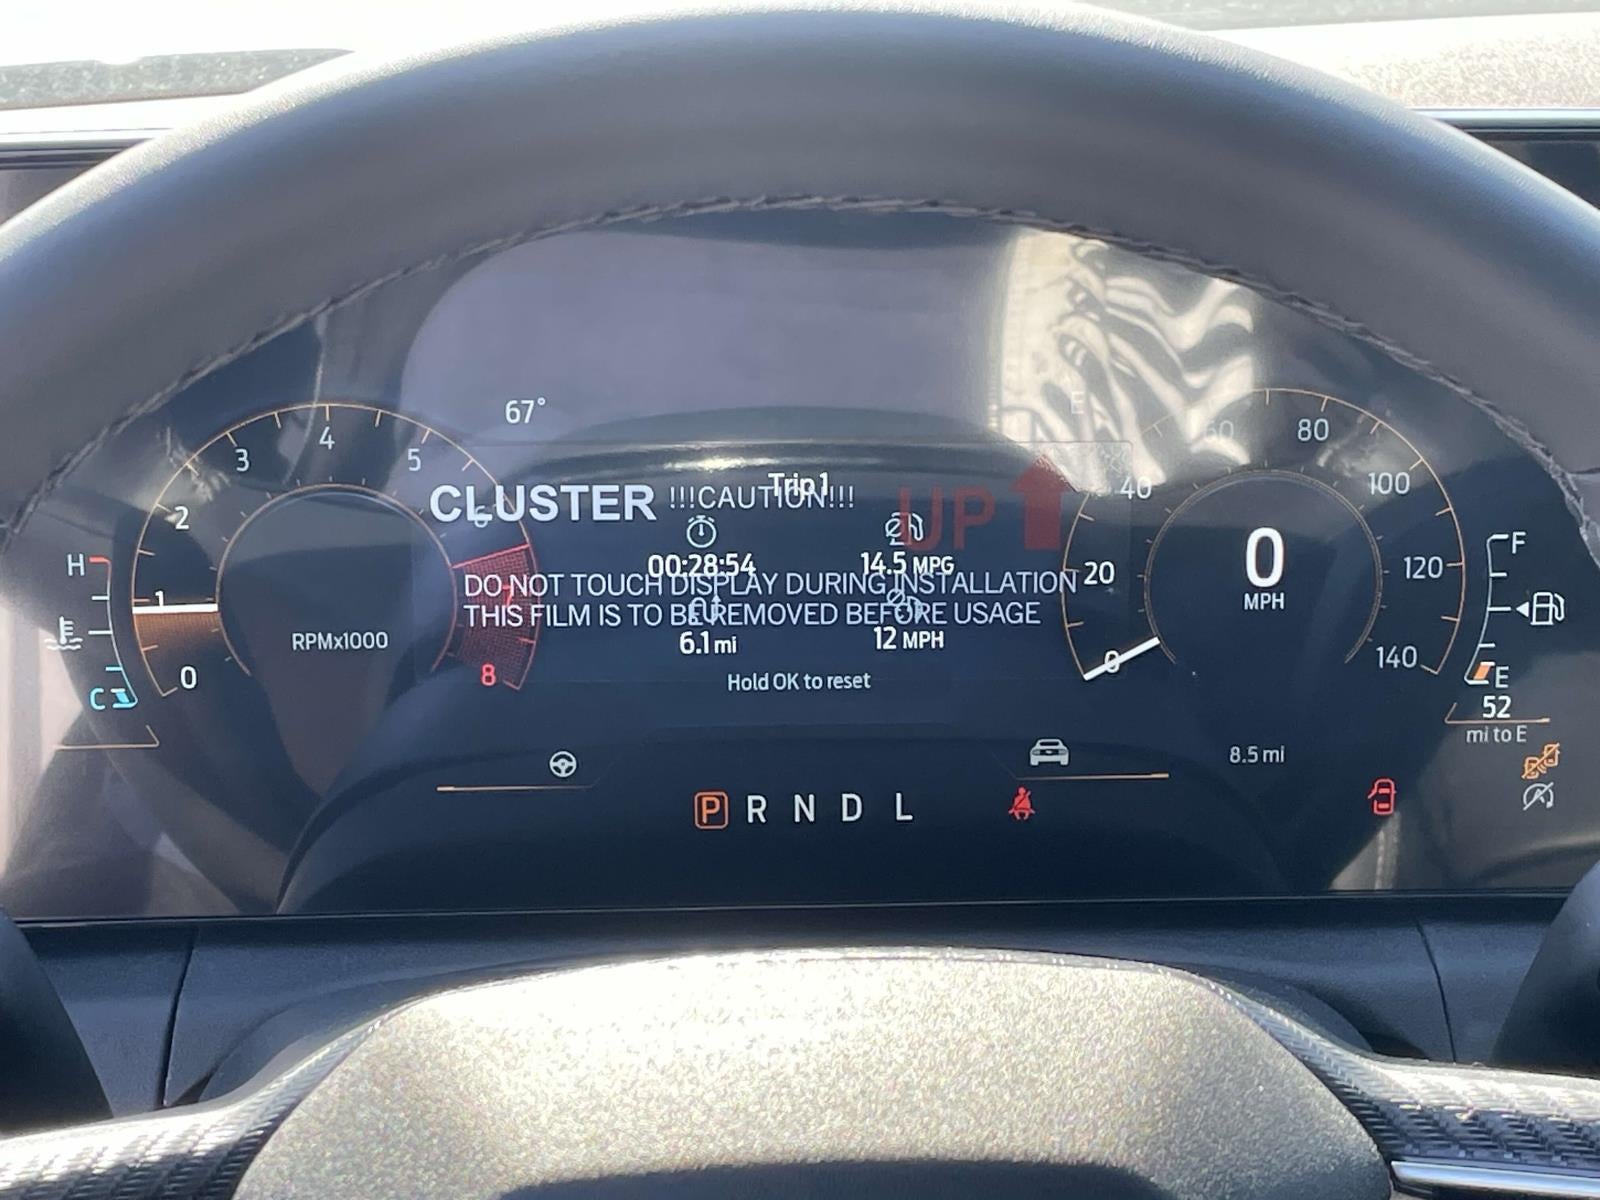 67°
4
3
5
2
6
1
7
0
8
RPMx1000
H
C
CLUSTER !!!CAUTION!!! UP
Trip 1
00:28:54
14.5 MPG
DO NOT TOUCH DISPLAY DURING INSTALLATION
THIS FILM IS TO BE REMOVED BEFORE USAGE
6.1 mi
12 MPH
Hold OK to reset
E
60
80
40
100
20
120
0
140
0
MPH
F
E
52
mi to E
8.5 mi
P R N D L